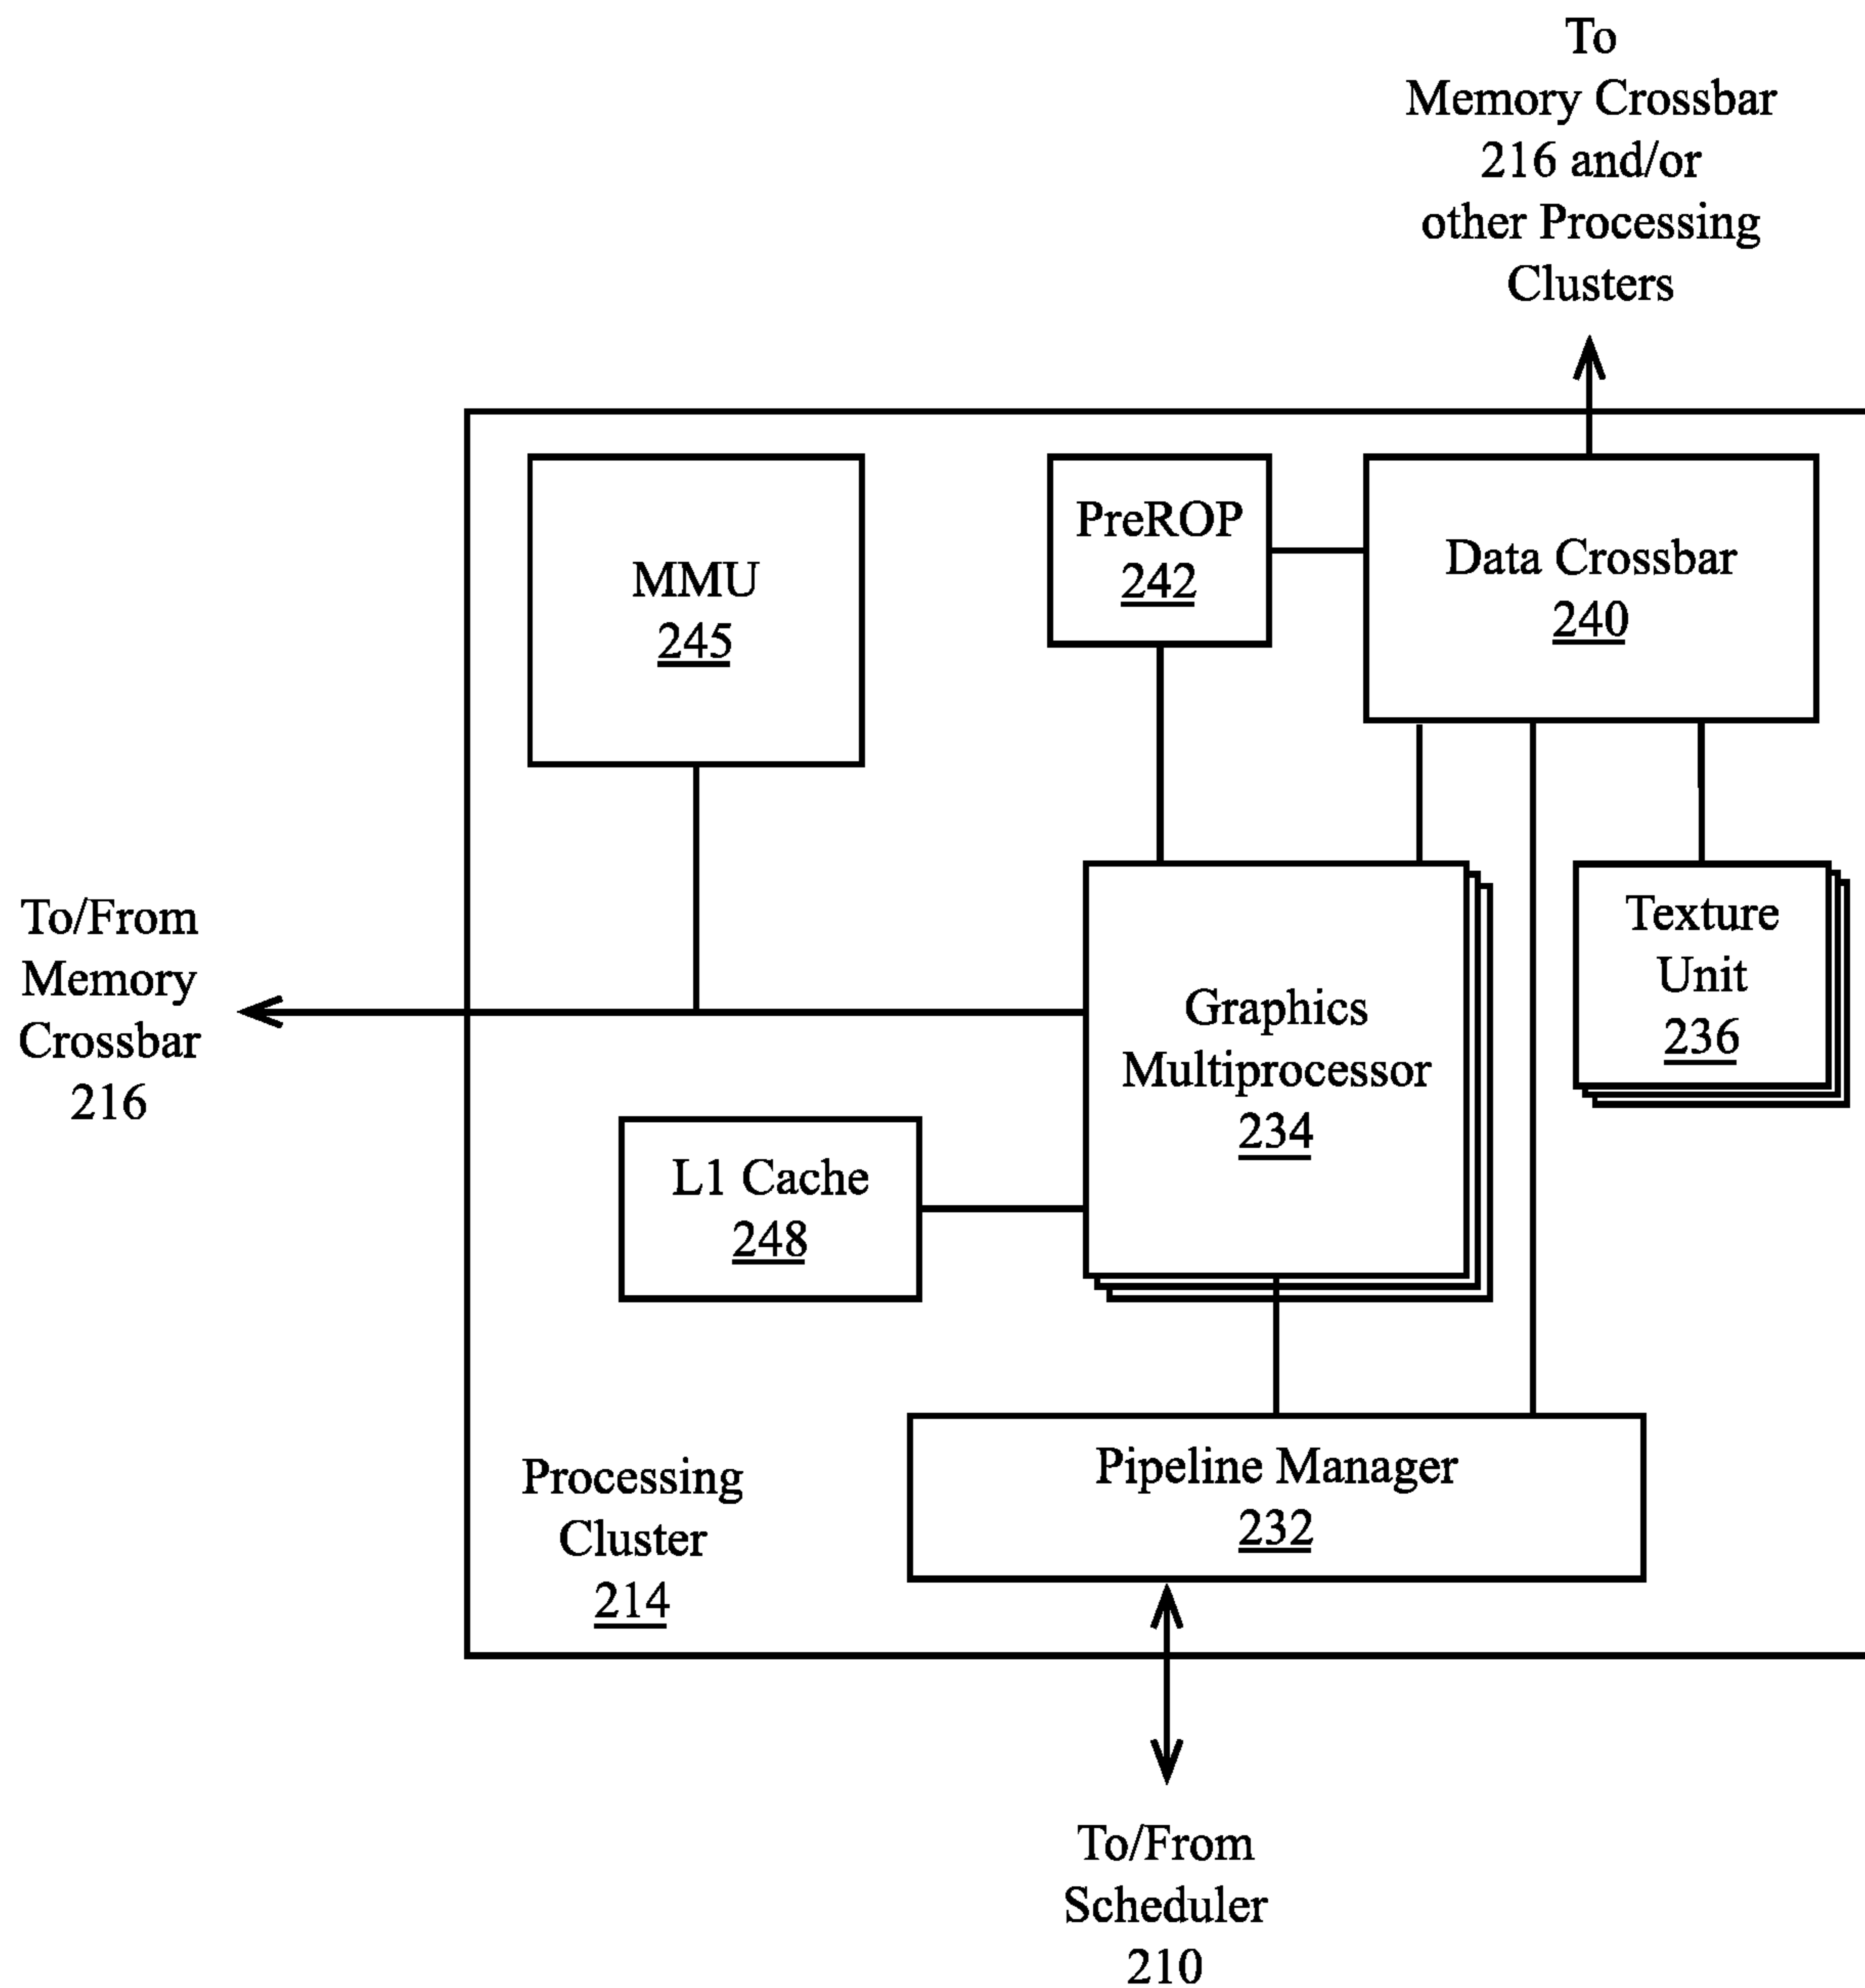 To
Memory Crossbar
216 and/or
other Processing
Clusters
MMU
245
PreROP
242
Data Crossbar
240
To/From
Memory
Crossbar
216
Graphics
Multiprocessor
234
Texture
Unit
236
L1 Cache
248
Processing
Cluster
214
Pipeline Manager
232
To/From
Scheduler
210